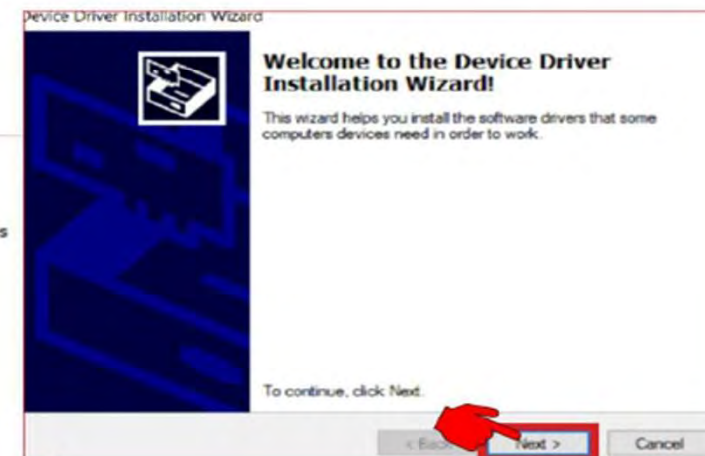 Device Driver Installation Wizard
Welcome to the Device Driver
Installation Wizard!
This wizard helps you install the software drivers that some
computers devices need in order to work.
s
To continue, click Next.
< Back
Next >
Cancel